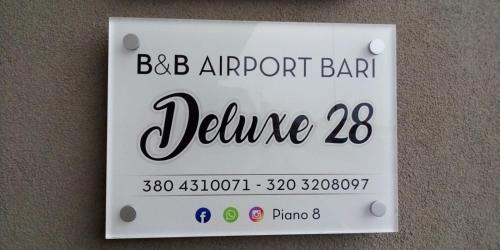 B&B AIRPORT BARI
Deluxe 28
380 4310071 - 320 3208097
Piano 8